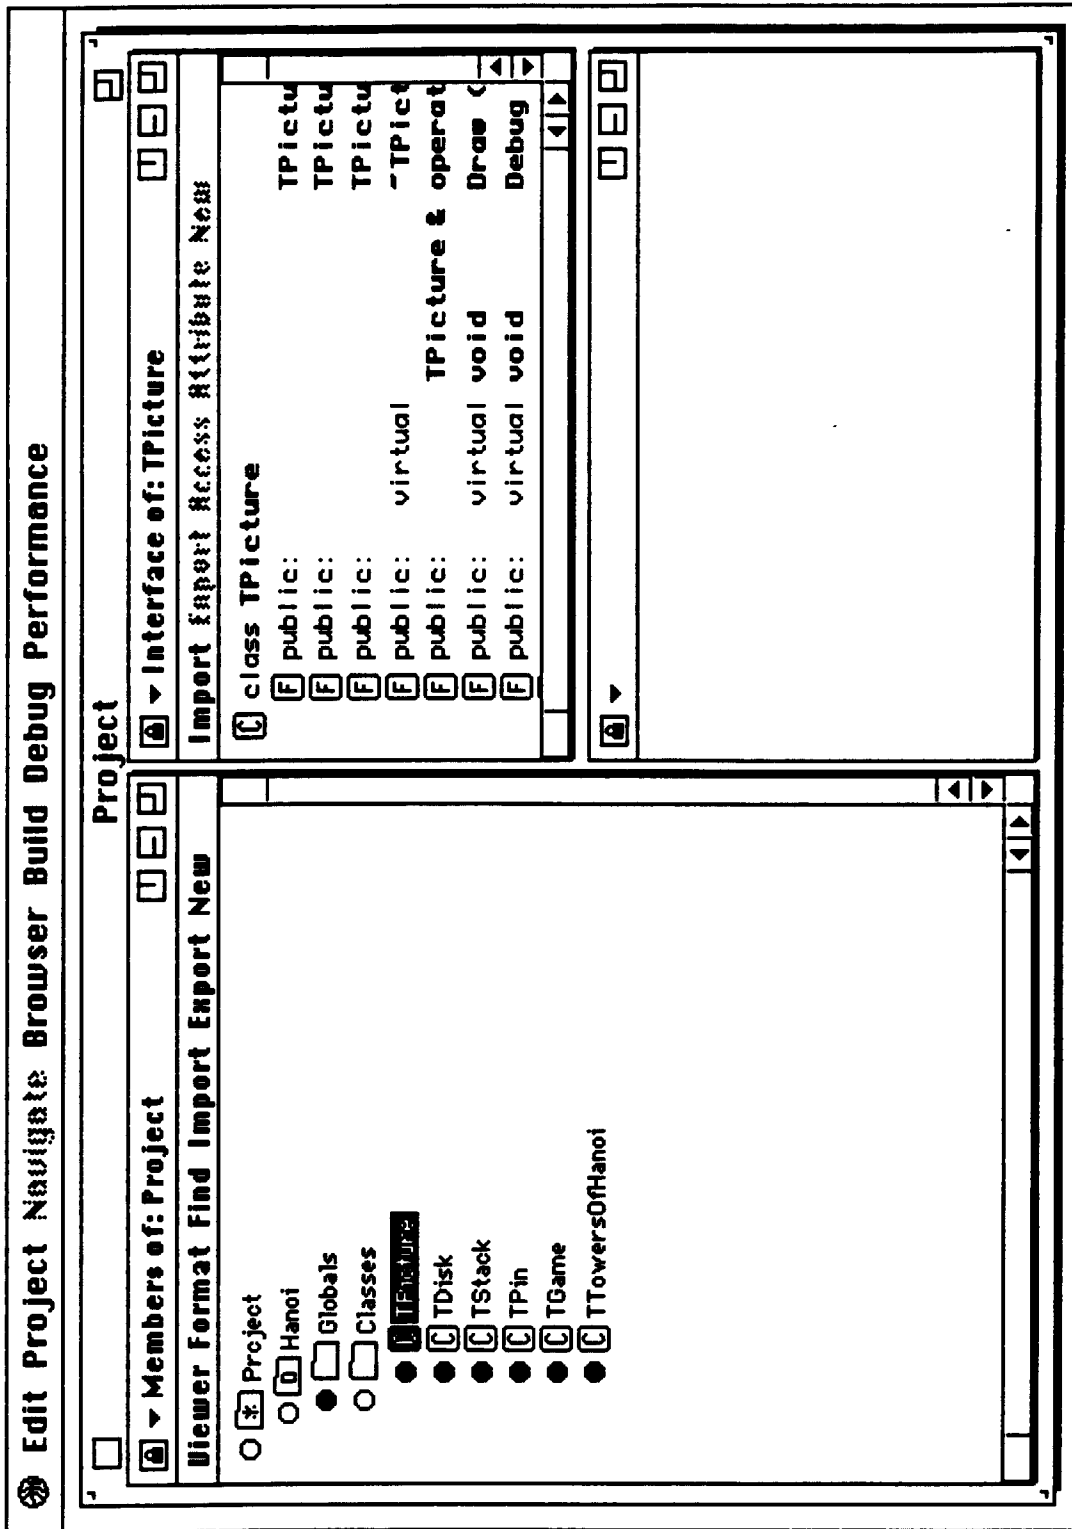 Edit Project Navigate Browser Build Debug Performance
Project
Members of: Project
Viewer Format Find Import Export New
Project
Hanoi
Globals
Classes
C TPicture
C TDisk
C TStack
C TPin
C TGame
C TTowersOfHanoi
Interface of: TPicture
Import Export Access Attribute New
C class TPicture
F public: TPictu
F public: TPictu
F public: TPictu
F public: virtual ~TPict
F public: TPicture & operat
F public: virtual void Draw (
F public: virtual void Debug